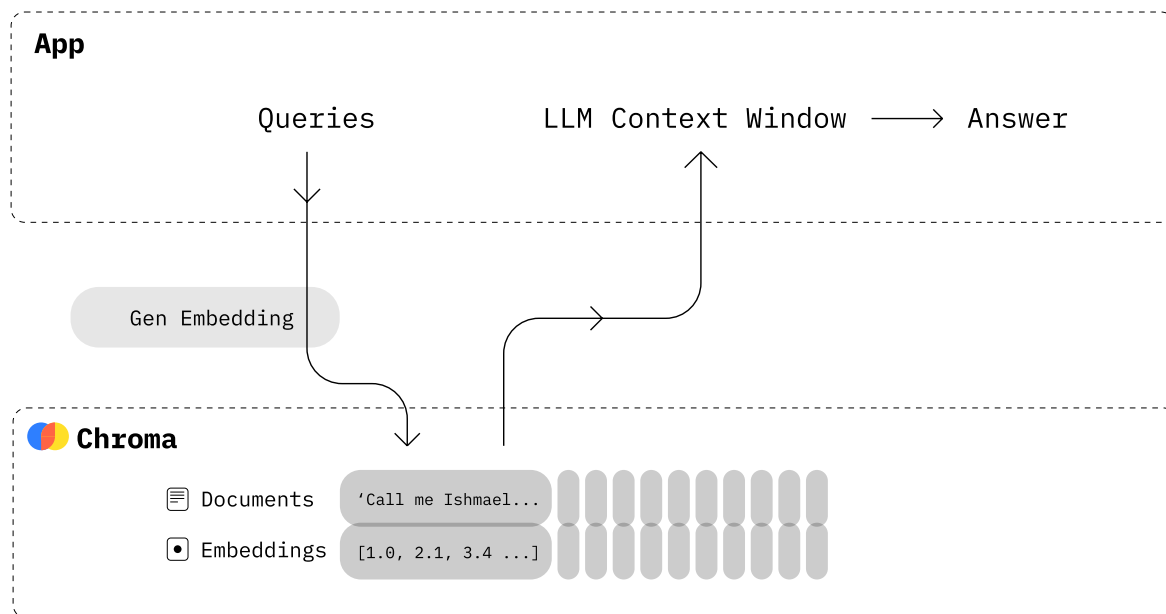 App
Queries
LLM Context Window
Answer
Gen Embedding
Chroma
Documents
‘Call me Ishmael...
Embeddings
[1.0, 2.1, 3.4 ...]